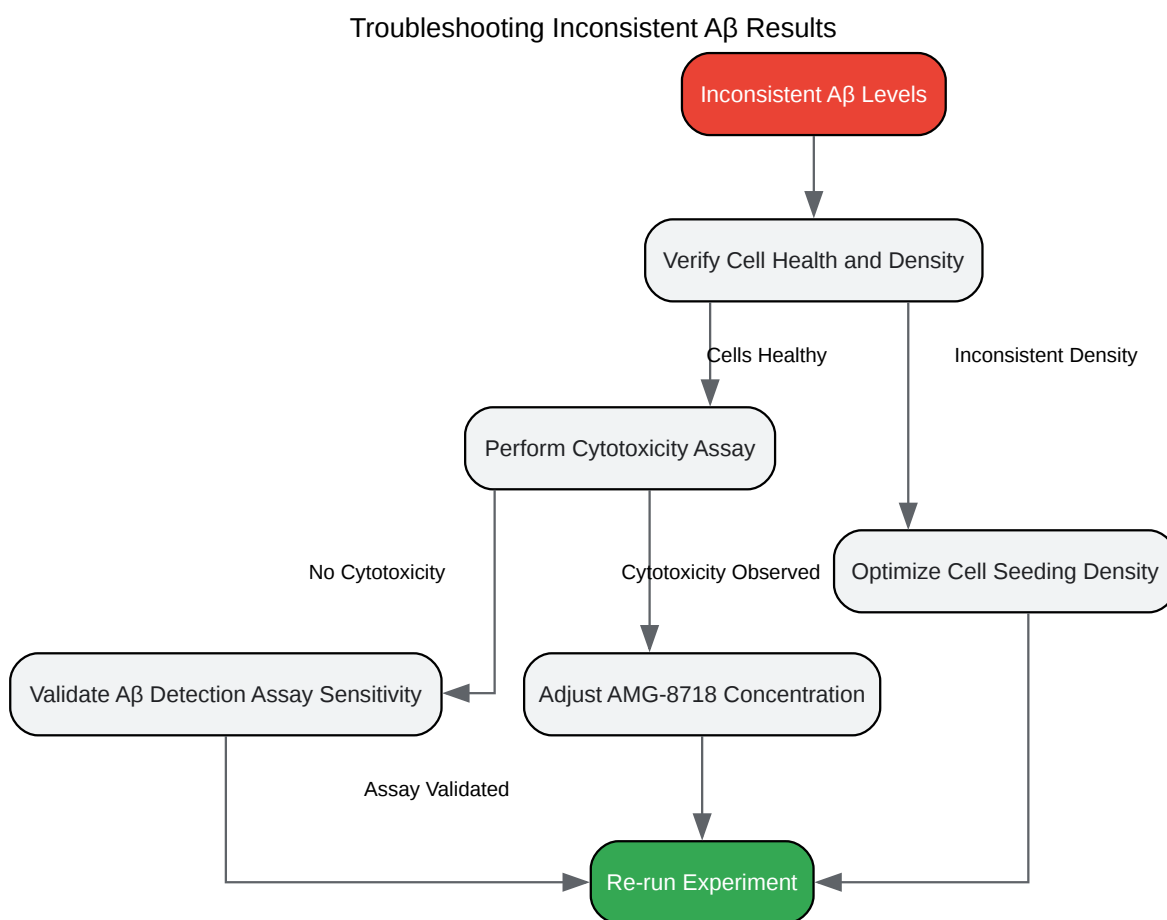 Troubleshooting Inconsistent Aβ Results
Inconsistent Aβ Levels
Verify Cell Health and Density
Cells Healthy
Inconsistent Density
Perform Cytotoxicity Assay
No Cytotoxicity
Cytotoxicity Observed
Optimize Cell Seeding Density
Validate Aβ Detection Assay Sensitivity
Adjust AMG-8718 Concentration
Assay Validated
Re-run Experiment